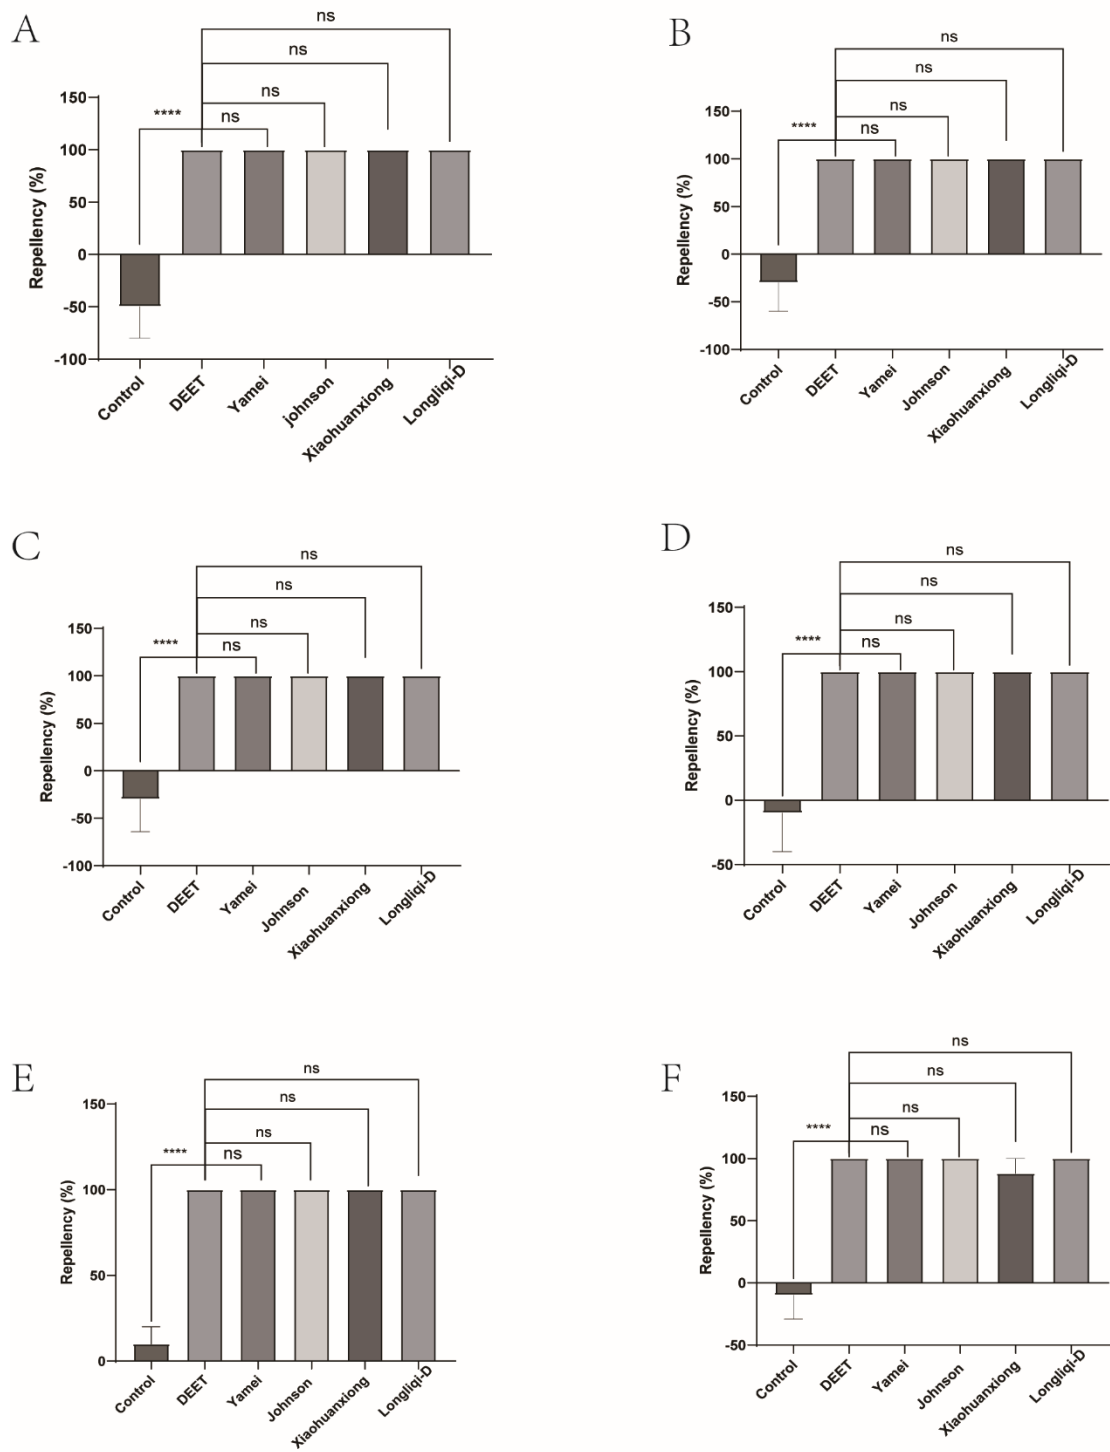 A
ns
ns
ns
**** ns
150
100
50
0
-50
-100
Repellency (%)
Control
DEET
Yamei
johnson
Xiaohuanxiong
Longliqi-D
B
ns
ns
ns
**** ns
150
100
50
0
-50
-100
Repellency (%)
Control
DEET
Yamei
Johnson
Xiaohuanxiong
Longliqi-D
C
ns
ns
ns
**** ns
150
100
50
0
-50
-100
Repellency (%)
Control
DEET
Yamei
Johnson
Xiaohuanxiong
Longliqi-D
D
ns
ns
ns
**** ns
150
100
50
0
-50
Repellency (%)
Control
DEET
Yamei
Johnson
Xiaohuanxiong
Longliqi-D
E
ns
ns
ns
**** ns
150
100
50
0
Repellency (%)
Control
DEET
Yamei
Johnson
Xiaohuanxiong
Longliqi-D
F
ns
ns
ns
**** ns
150
100
50
0
-50
Repellency (%)
Control
DEET
Yamei
Johnson
Xiaohuanxiong
Longliqi-D